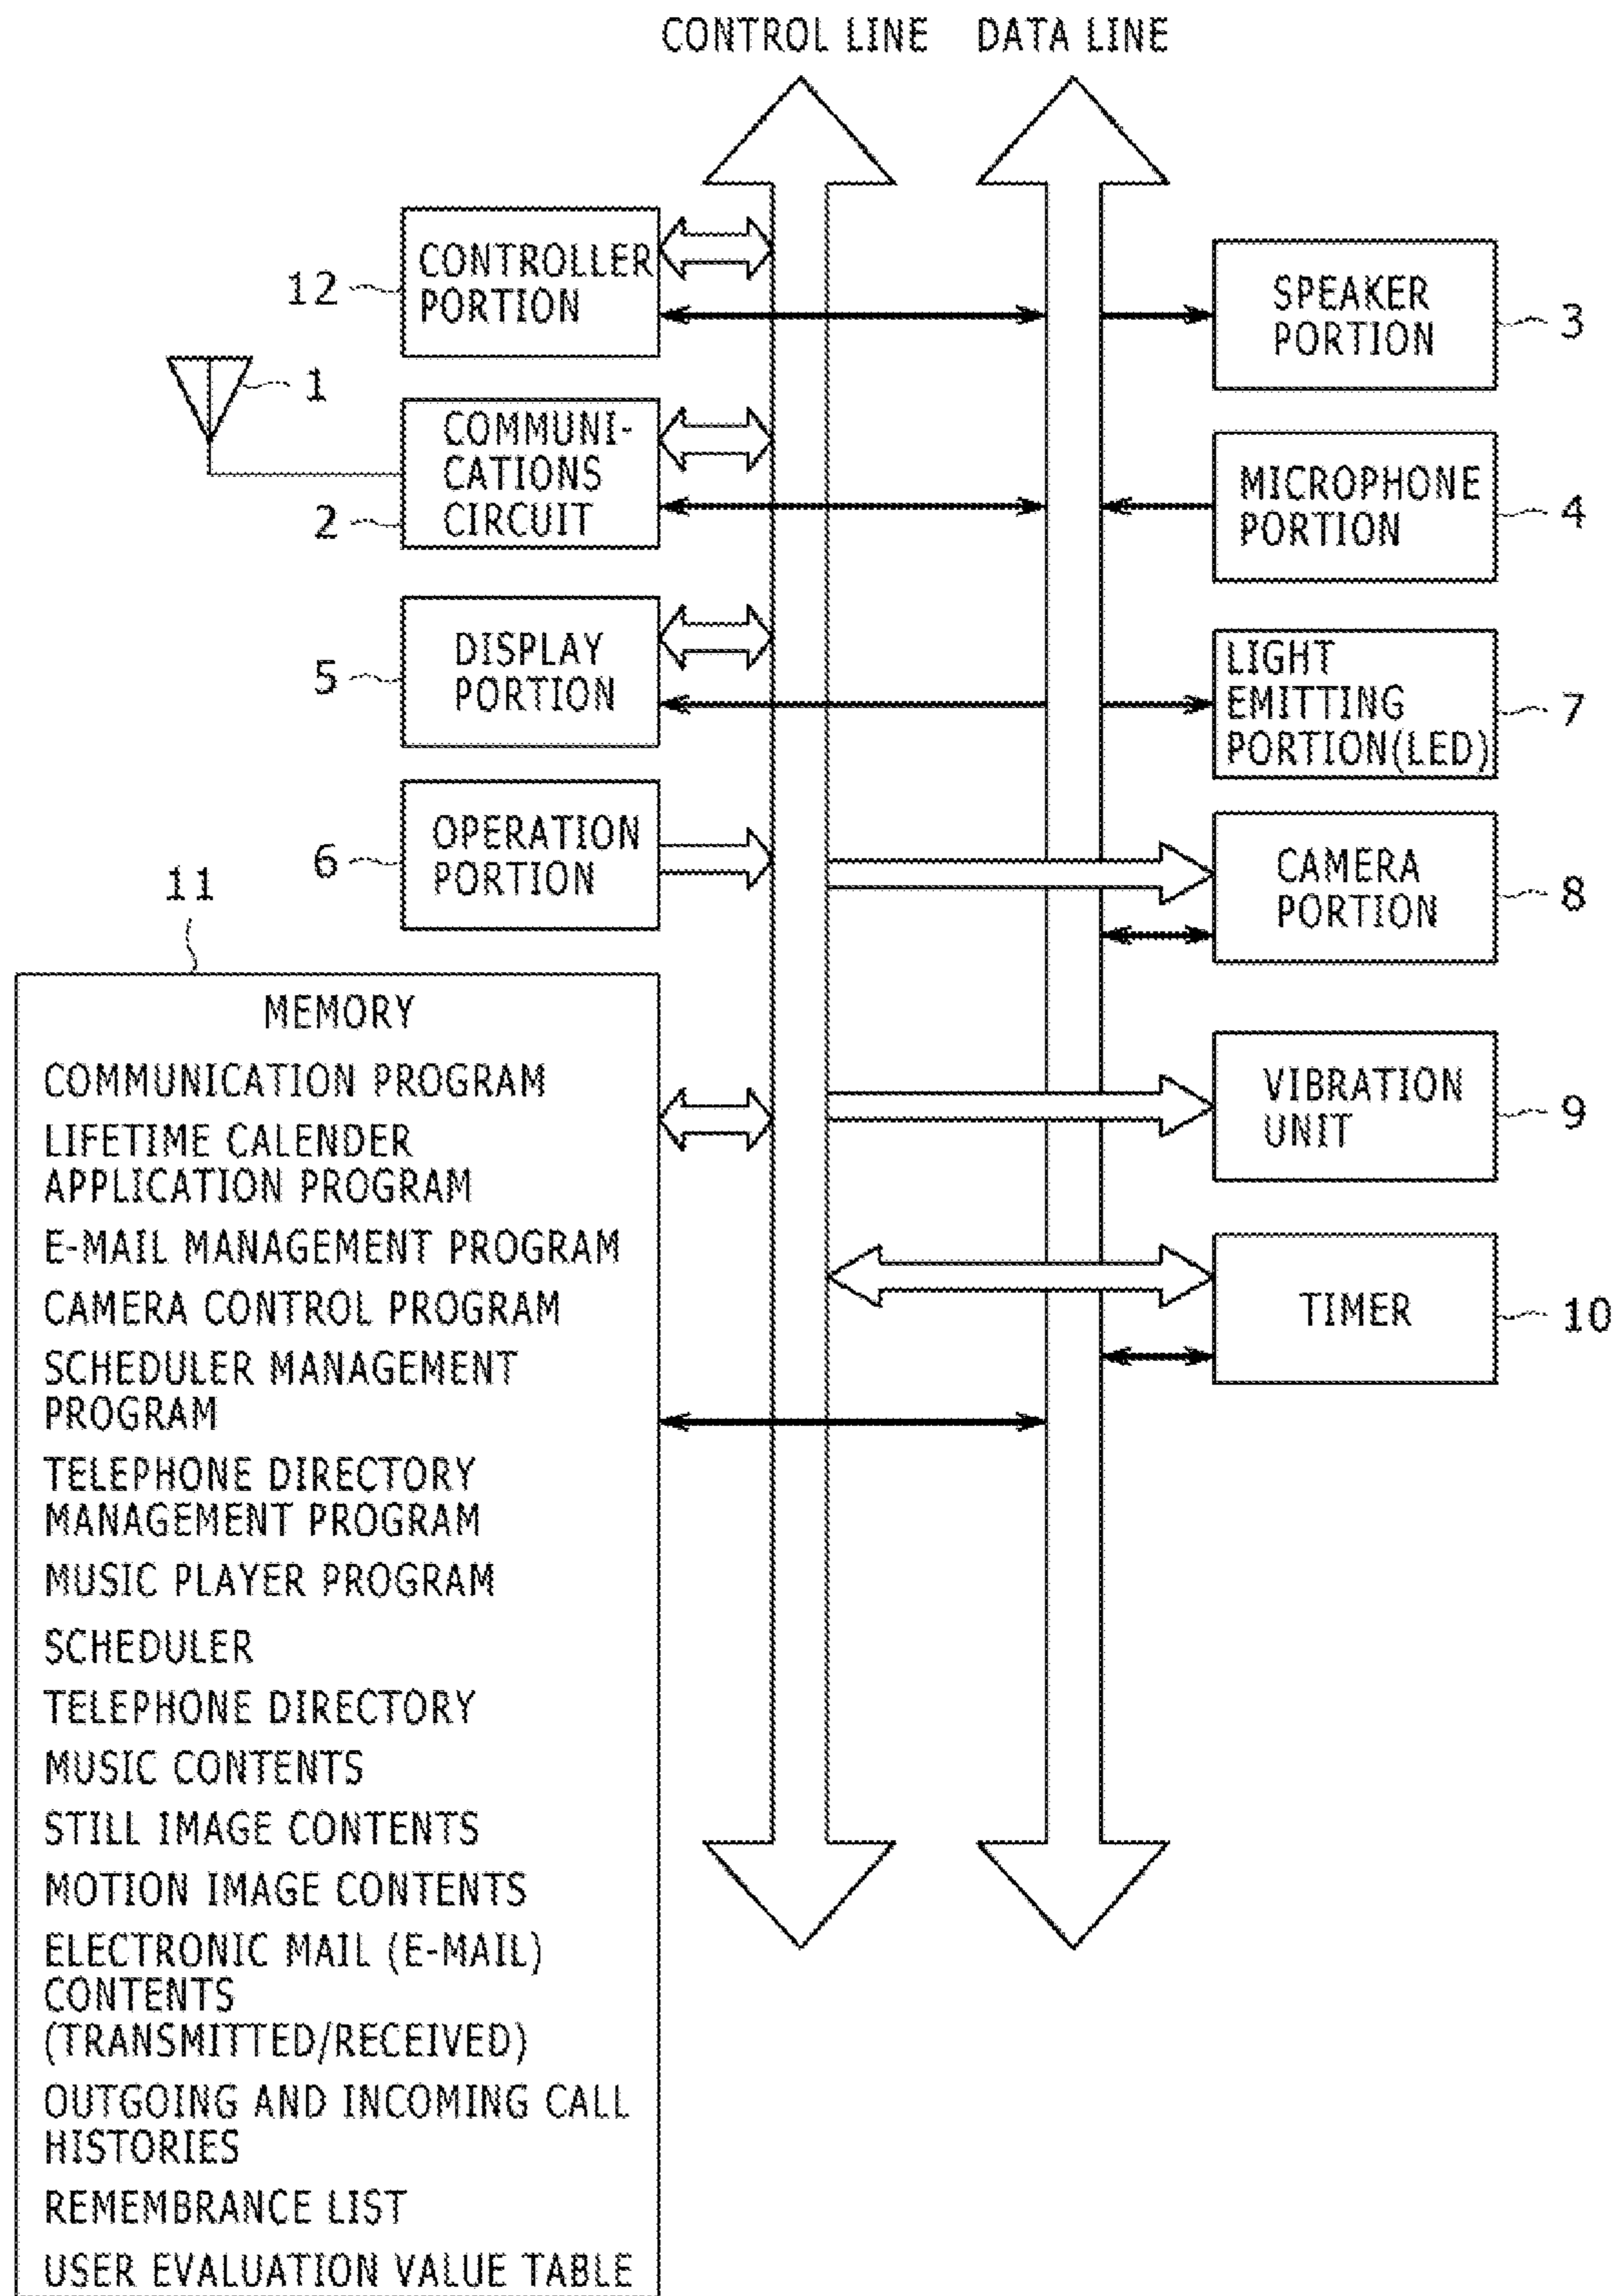 CONTROL LINE DATA LINE
CONTROLLER
PORTION
12
SPEAKER
PORTION
3
1
COMMUNI-
CATIONS
CIRCUIT
2
MICROPHONE
PORTION
4
DISPLAY
PORTION
5
LIGHT
EMITTING
PORTION(LED)
7
OPERATION
PORTION
6
CAMERA
PORTION
8
11
MEMORY
COMMUNICATION PROGRAM
LIFETIME CALENDER
APPLICATION PROGRAM
E-MAIL MANAGEMENT PROGRAM
CAMERA CONTROL PROGRAM
SCHEDULER MANAGEMENT
PROGRAM
TELEPHONE DIRECTORY
MANAGEMENT PROGRAM
MUSIC PLAYER PROGRAM
SCHEDULER
TELEPHONE DIRECTORY
MUSIC CONTENTS
STILL IMAGE CONTENTS
MOTION IMAGE CONTENTS
ELECTRONIC MAIL (E-MAIL)
CONTENTS
(TRANSMITTED/RECEIVED)
OUTGOING AND INCOMING CALL
HISTORIES
REMEMBRANCE LIST
USER EVALUATION VALUE TABLE
VIBRATION
UNIT
9
TIMER
10